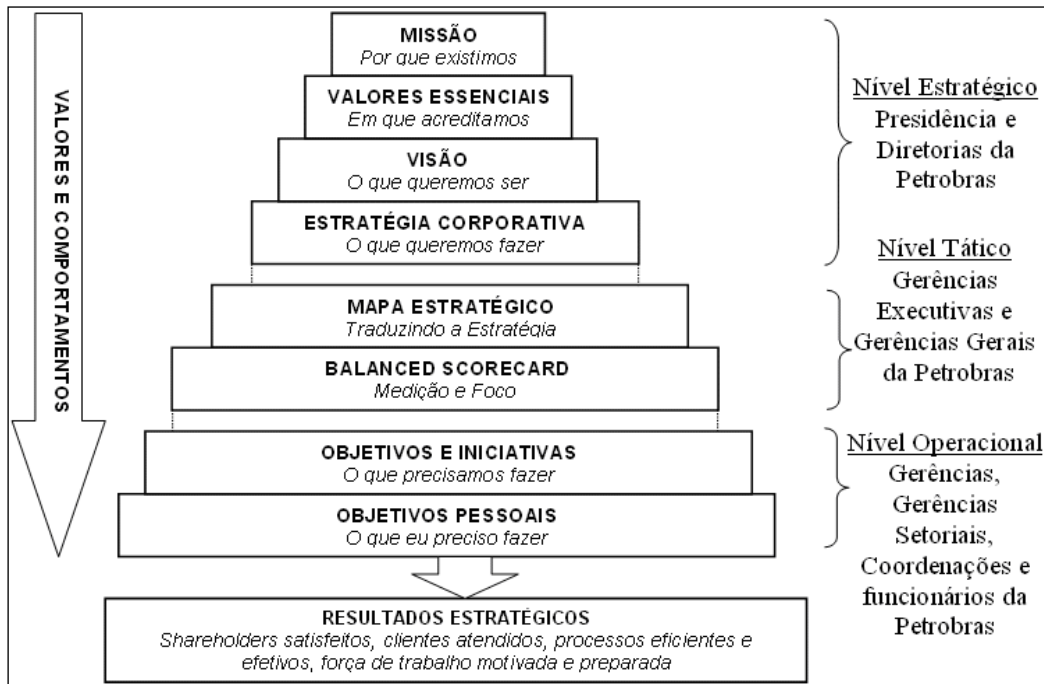 VALORES E COMPORTAMENTOS
MISSÃO
Por que existimos
VALORES ESSENCIAIS
Em que acreditamos
VISÃO
O que queremos ser
ESTRATÉGIA CORPORATIVA
O que queremos fazer
MAPA ESTRATÉGICO
Traduzindo a Estratégia
BALANCED SCORECARD
Medição e Foco
OBJETIVOS E INICIATIVAS
O que precisamos fazer
OBJETIVOS PESSOAIS
O que eu preciso fazer
RESULTADOS ESTRATÉGICOS
Shareholders satisfeitos, clientes atendidos, processos eficientes e
efetivos, força de trabalho motivada e preparada
Nível Estratégico
Presidência e
Diretorias da
Petrobras
Nível Tático
Gerências
Executivas e
Gerências Gerais
da Petrobras
Nível Operacional
Gerências,
Gerências
Setoriais,
Coordenações e
funcionários da
Petrobras